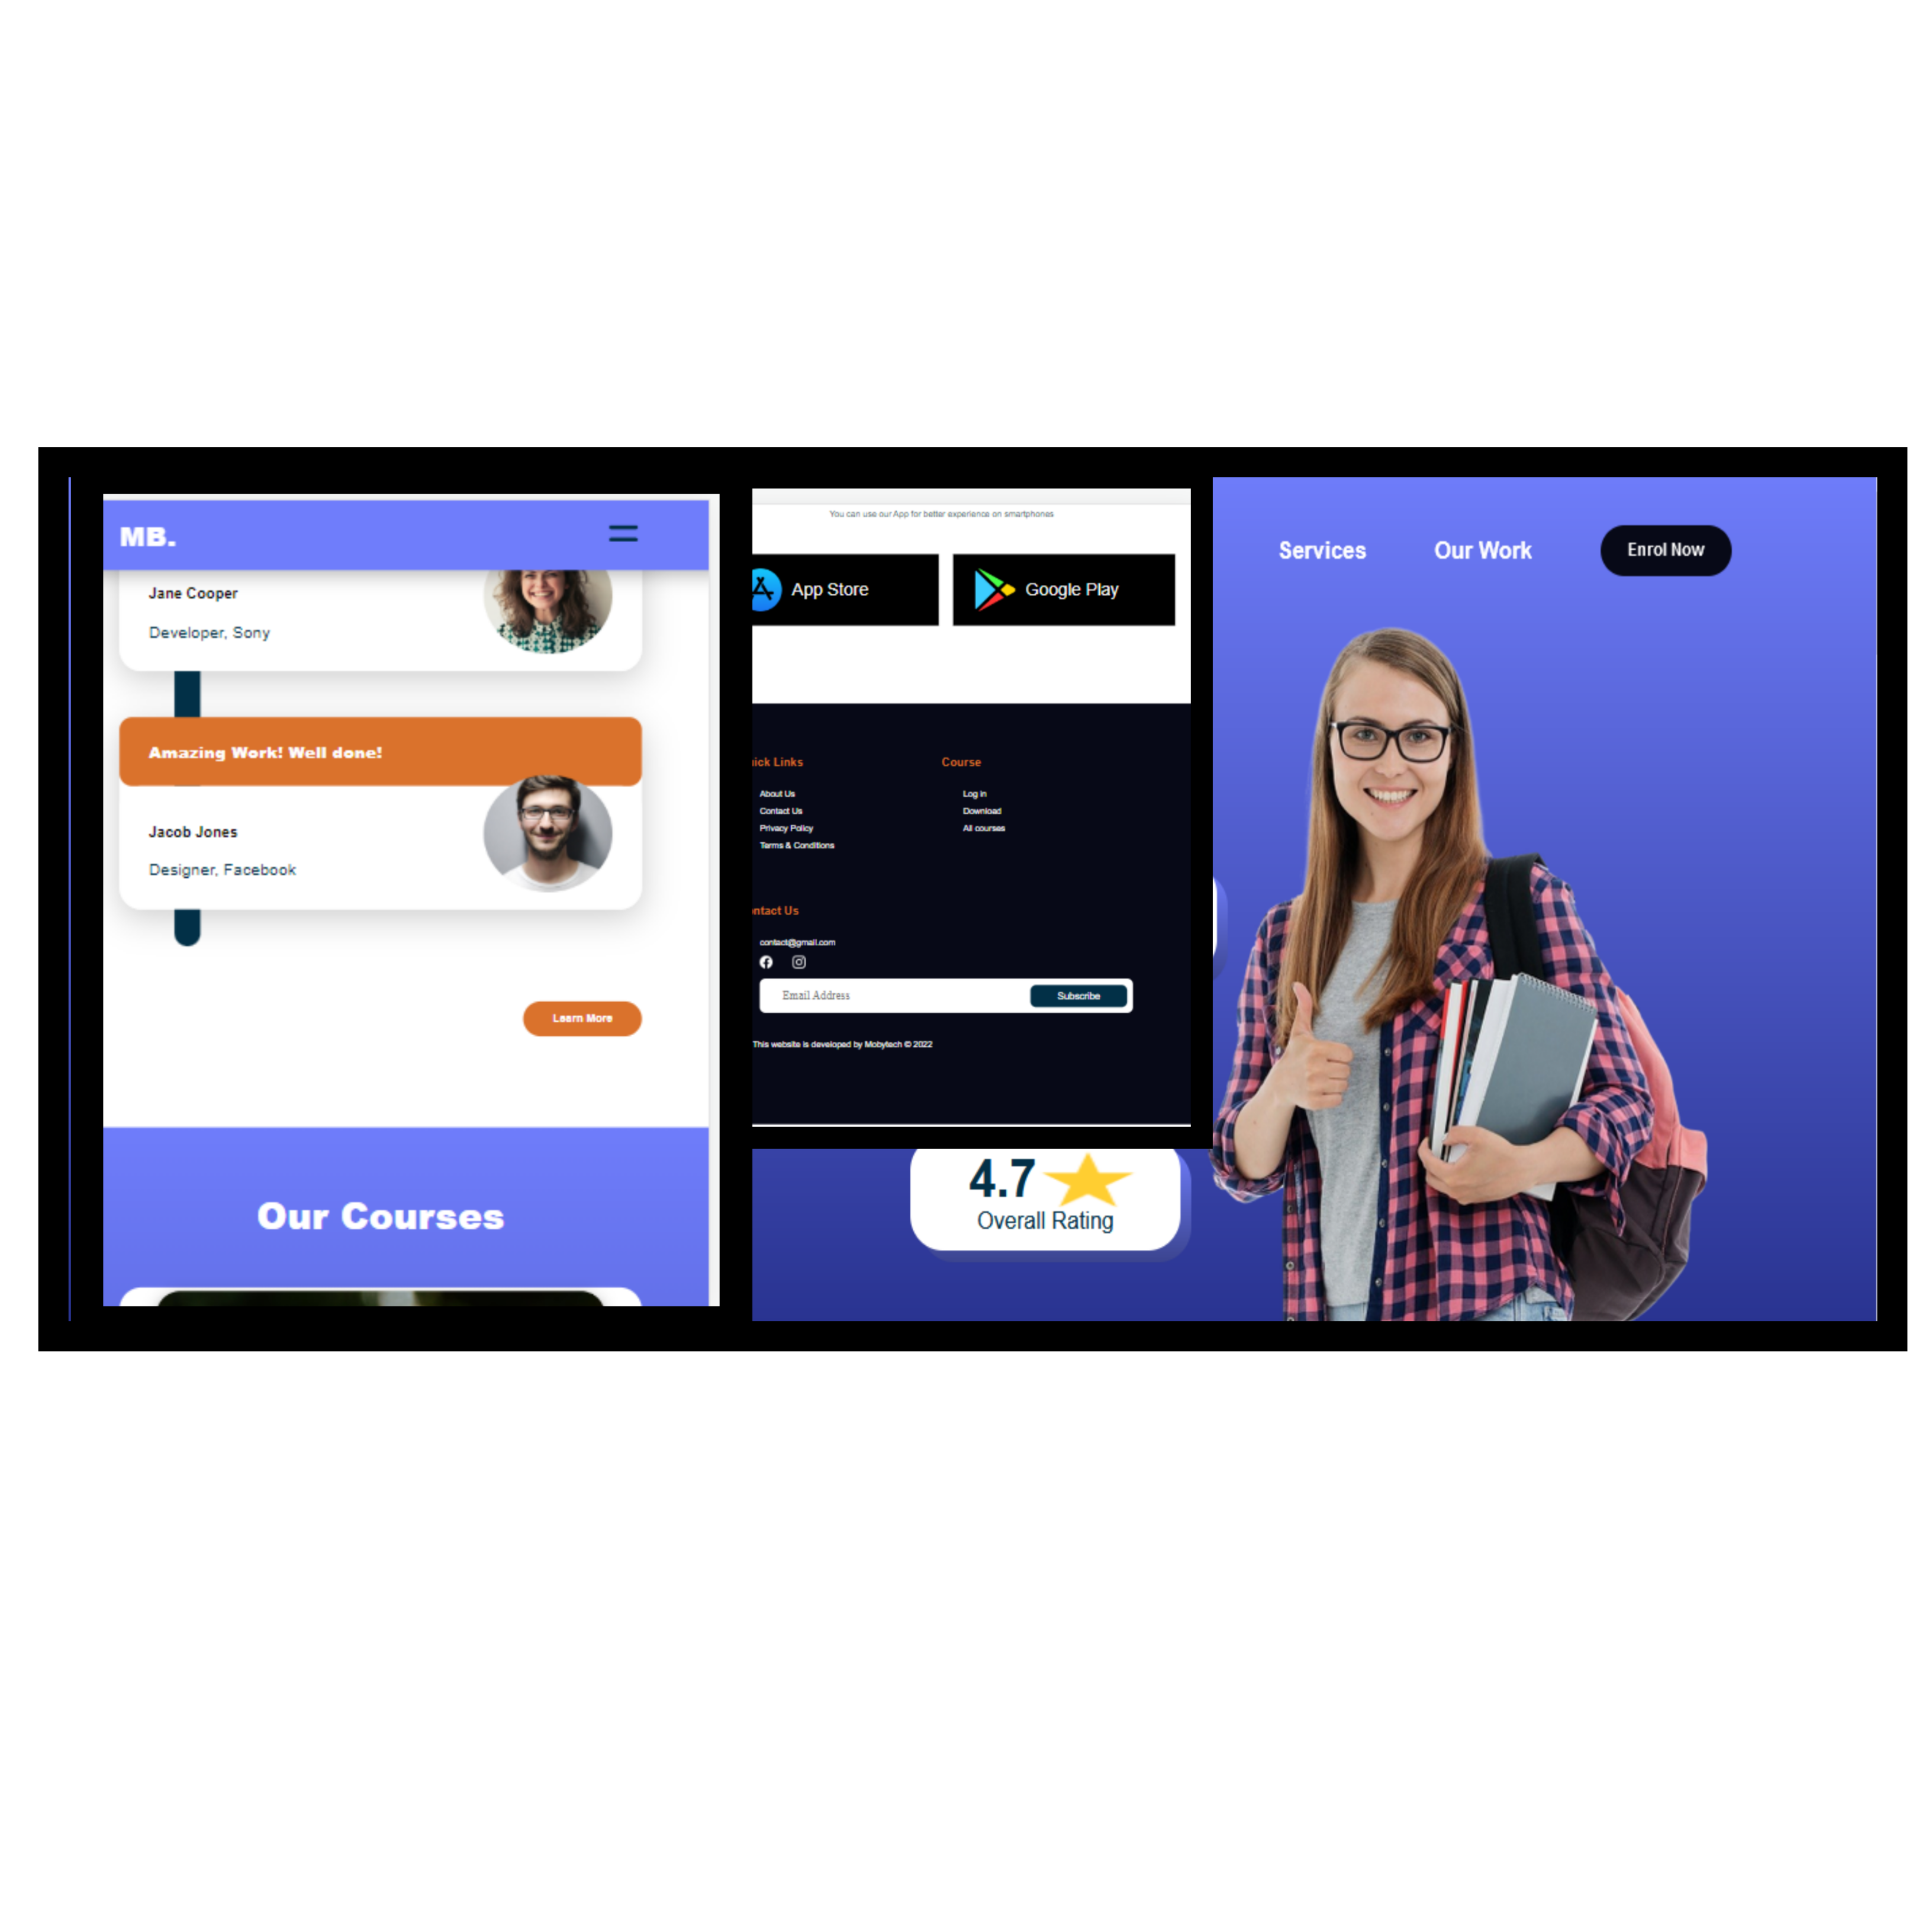 MB.
Jane Cooper
Developer, Sony
Amazing Work! Well done!
Jacob Jones
Designer, Facebook
Learn More
Our Courses
You can use our App for better experience on smartphones
App Store
Google Play
ick Links
Course
About Us
Log in
Contact Us
Download
Privacy Policy
All courses
Terms & Conditions
ntact Us
contact@gmail.com
Email Address
Subscribe
This website is developed by Mobytech © 2022
Services
Our Work
Enrol Now
4.7
Overall Rating